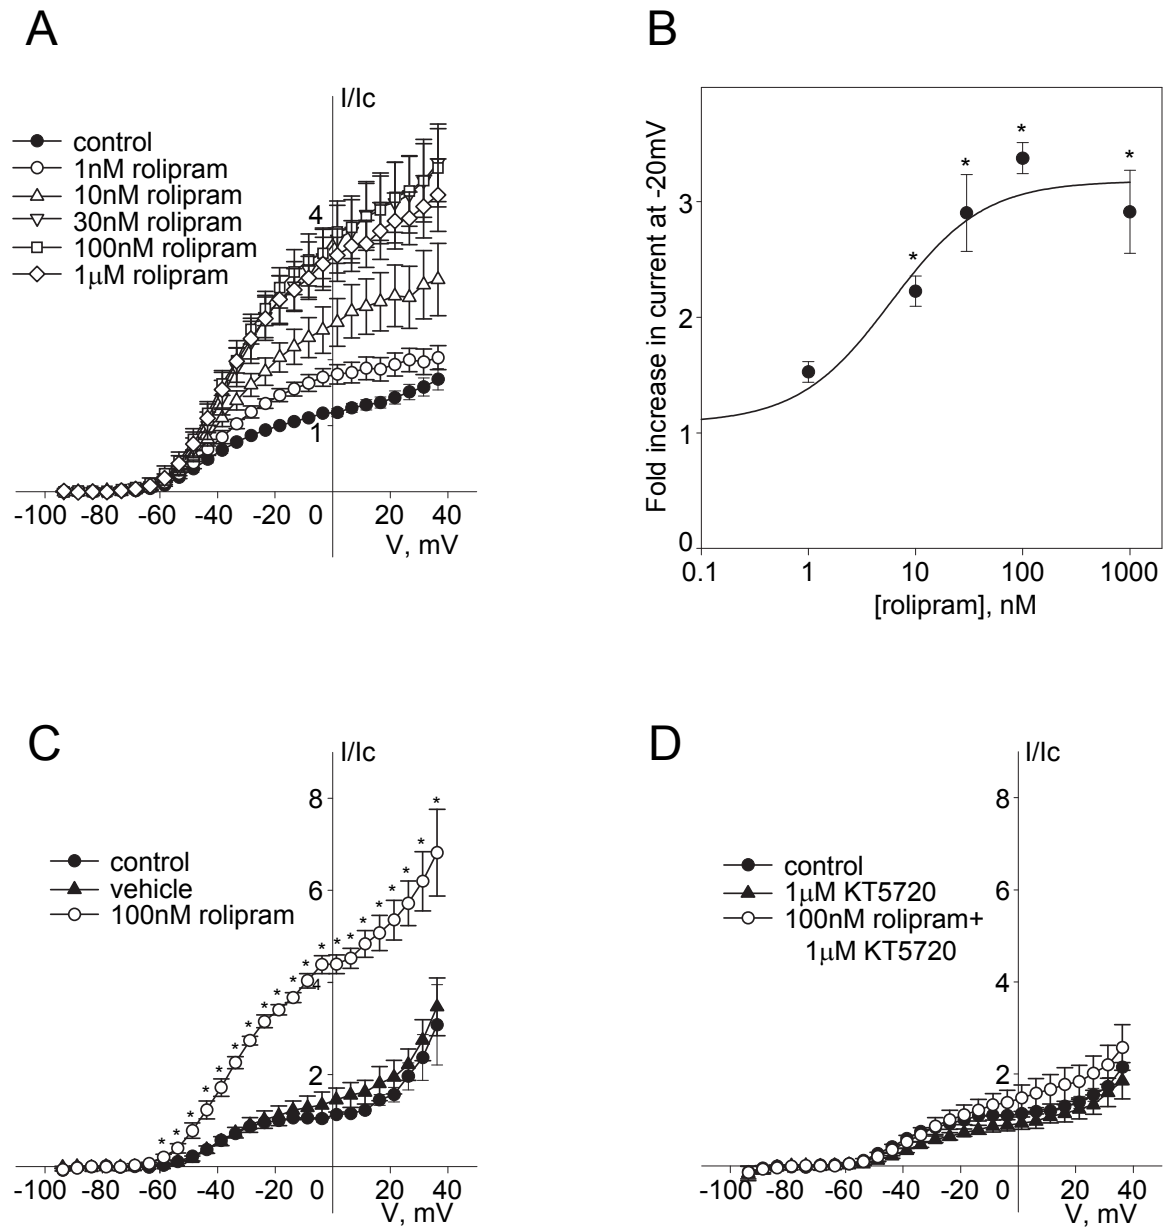 A
I/Ic
control
1nM rolipram
10nM rolipram
30nM rolipram
100nM rolipram
1μM rolipram
4
1
-100 -80 -60 -40 -20 0 20 40
V, mV
B
Fold increase in current at -20mV
3
2
1
0
* * * *
0.1 1 10 100 1000
[rolipram], nM
C
I/Ic
8
6
4
2
control
vehicle
100nM rolipram
* * * * * * * * * * * * * * * * * * * *
-100 -80 -60 -40 -20 0 20 40
V, mV
D
I/Ic
8
6
4
2
control
1μM KT5720
100nM rolipram+
1μM KT5720
-100 -80 -60 -40 -20 0 20 40
V, mV